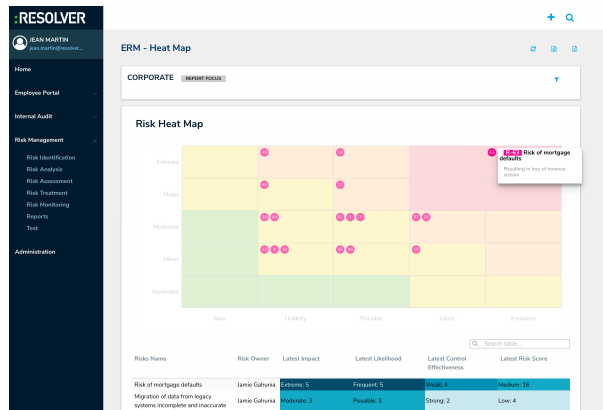 :RESOLVER
JEAN MARTIN
jean.martin@resolver...
Home
Employee Portal
Internal Audit
Risk Management
Risk Identification
Risk Analysis
Risk Assessment
Risk Treatment
Risk Monitoring
Reports
Test
Administration
ERM - Heat Map
CORPORATE REPORT FOCUS
Risk Heat Map
Extreme
Major
Moderate
Minor
Incidental
Rare Unlikely Possible Likely Frequent
R-63 Risk of mortgage
defaults
Resulting in loss of revenue
stream
Search table...
Risks Name Risk Owner Latest Impact Latest Likelihood Latest Control Effectiveness Latest Risk Score
Risk of mortgage defaults Jamie Gahunia Extreme: 5 Frequent: 5 Weak: 4 Medium: 16
Migration of data from legacy
systems incomplete and inaccurate Jamie Gahunia Moderate: 3 Possible: 3 Strong: 2 Low: 4